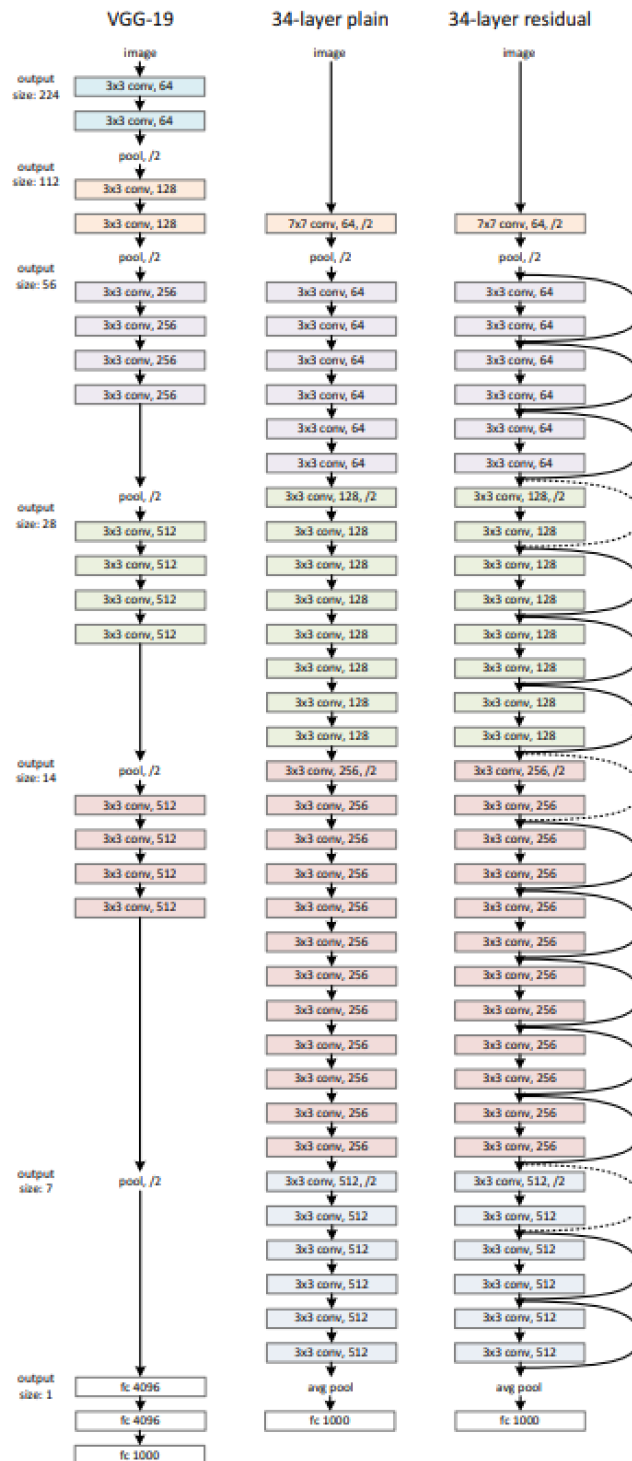 output
size: 224
output
size: 112
output
size: 56
output
size: 28
output
size: 14
output
size: 7
output
size: 1
VGG-19
image
3x3 conv, 64
3x3 conv, 64
pool, /2
3x3 conv, 128
3x3 conv, 128
pool, /2
3x3 conv, 256
3x3 conv, 256
3x3 conv, 256
3x3 conv, 256
pool, /2
3x3 conv, 512
3x3 conv, 512
3x3 conv, 512
3x3 conv, 512
pool, /2
3x3 conv, 512
3x3 conv, 512
3x3 conv, 512
3x3 conv, 512
pool, /2
fc 4096
fc 4096
fc 1000
34-layer plain
image
7x7 conv, 64, /2
pool, /2
3x3 conv, 64
3x3 conv, 64
3x3 conv, 64
3x3 conv, 64
3x3 conv, 64
3x3 conv, 64
3x3 conv, 128, /2
3x3 conv, 128
3x3 conv, 128
3x3 conv, 128
3x3 conv, 128
3x3 conv, 128
3x3 conv, 128
3x3 conv, 128
3x3 conv, 256, /2
3x3 conv, 256
3x3 conv, 256
3x3 conv, 256
3x3 conv, 256
3x3 conv, 256
3x3 conv, 256
3x3 conv, 256
3x3 conv, 256
3x3 conv, 256
3x3 conv, 256
3x3 conv, 256
3x3 conv, 512, /2
3x3 conv, 512
3x3 conv, 512
3x3 conv, 512
3x3 conv, 512
3x3 conv, 512
avg pool
fc 1000
34-layer residual
image
7x7 conv, 64, /2
pool, /2
3x3 conv, 64
3x3 conv, 64
3x3 conv, 64
3x3 conv, 64
3x3 conv, 64
3x3 conv, 64
3x3 conv, 128, /2
3x3 conv, 128
3x3 conv, 128
3x3 conv, 128
3x3 conv, 128
3x3 conv, 128
3x3 conv, 128
3x3 conv, 128
3x3 conv, 256, /2
3x3 conv, 256
3x3 conv, 256
3x3 conv, 256
3x3 conv, 256
3x3 conv, 256
3x3 conv, 256
3x3 conv, 256
3x3 conv, 256
3x3 conv, 256
3x3 conv, 256
3x3 conv, 256
3x3 conv, 512, /2
3x3 conv, 512
3x3 conv, 512
3x3 conv, 512
3x3 conv, 512
3x3 conv, 512
avg pool
fc 1000